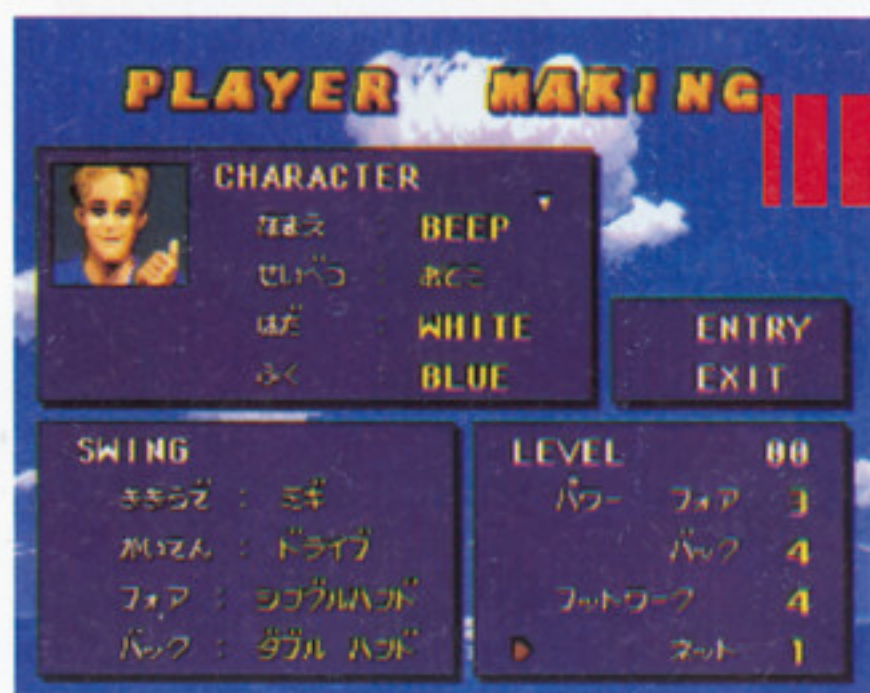 PLAYER MAKING
CHARACTER
なまえ : BEEP
せいべつ : おとこ
はだ : WHITE
ふく : BLUE
ENTRY
EXIT
SWING
ききうで : ミギ
かいてん : ドライブ
フォア : シングルハンド
バック : ダブル ハンド
LEVEL 00
パワー フォア 3
バック 4
フットワーク 4
ネット 1